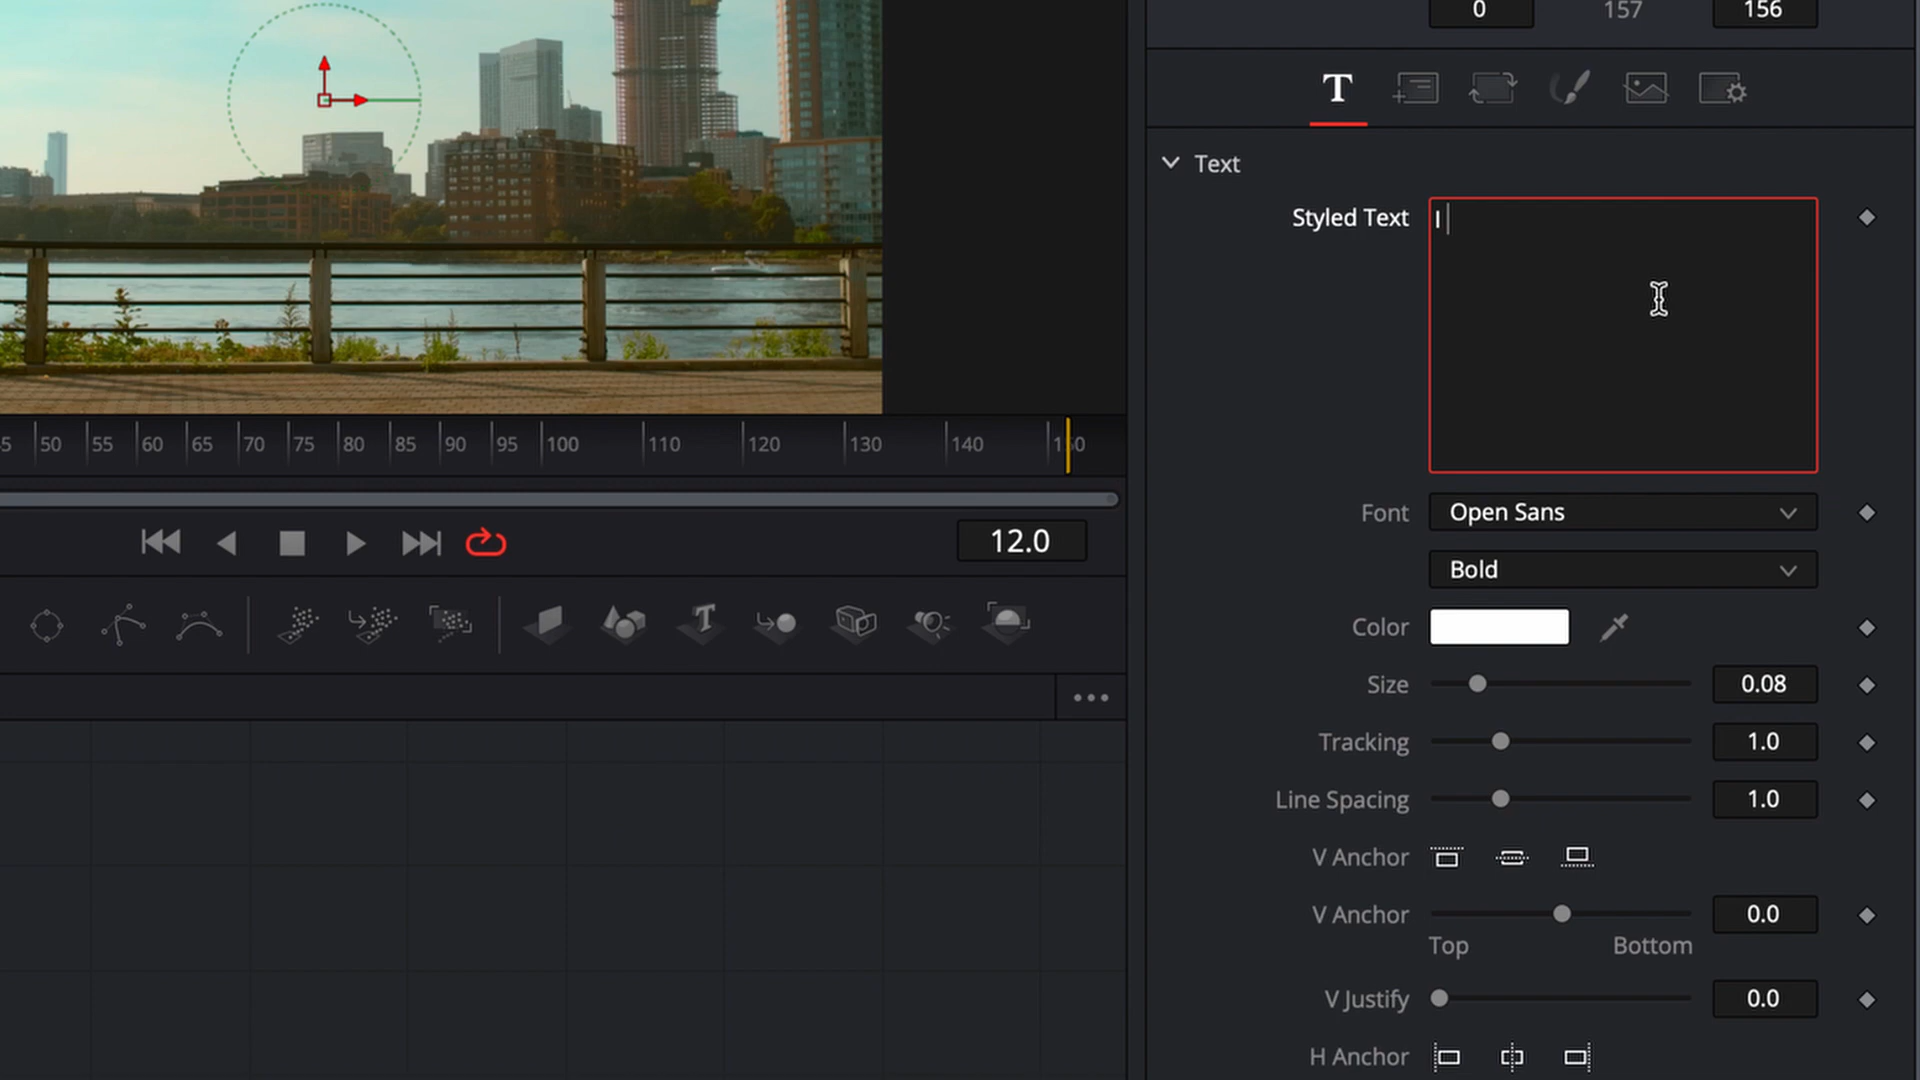 0 157 156
T
Text
Styled Text I
50 55 60 65 70 75 80 85 90 95 100 110 120 130 140
Font Open Sans
12.0
Bold
Color
Size 0.08
Tracking 1.0
Line Spacing 1.0
V Anchor
V Anchor 0.0
Top Bottom
V Justify 0.0
H Anchor